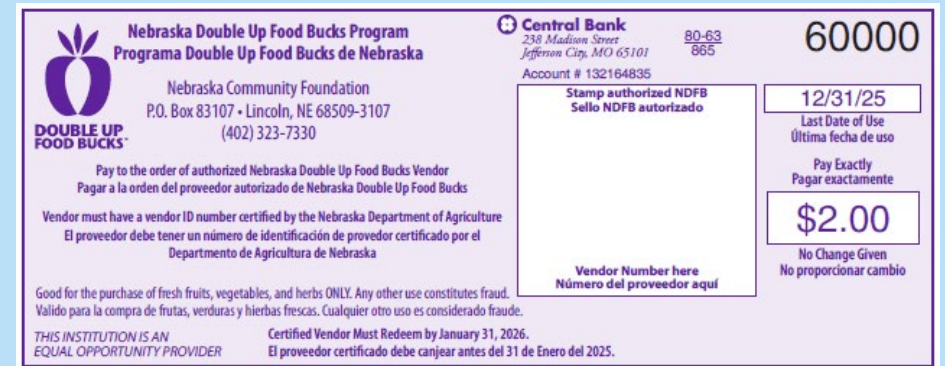 Nebraska Double Up Food Bucks Program
Programa Double Up Food Bucks de Nebraska
Nebraska Community Foundation
P.O. Box 83107 • Lincoln, NE 68509-3107
(402) 323-7330
DOUBLE UP
FOOD BUCKS
Pay to the order of authorized Nebraska Double Up Food Bucks Vendor
Pagar a la orden del proveedor autorizado de Nebraska Double Up Food Bucks
Vendor must have a vendor ID number certified by the Nebraska Department of Agriculture
El proveedor debe tener un número de identificación de provedor certificado por el
Departmento de Agricultura de Nebraska
Good for the purchase of fresh fruits, vegetables, and herbs ONLY. Any other use constitutes fraud.
Valido para la compra de frutas, verduras y hierbas frescas. Cualquier otro uso es considerado fraude.
THIS INSTITUTION IS AN
EQUAL OPPORTUNITY PROVIDER
Certified Vendor Must Redeem by January 31, 2026.
El proveedor certificado debe canjear antes del 31 de Enero del 2025.
Central Bank
238 Madison Street
Jefferson City, MO 65101
80-63
865
Account # 132164835
60000
Stamp authorized NDFB
Sello NDFB autorizado
Vendor Number here
Número del proveedor aquí
12/31/25
Last Date of Use
Última fecha de uso
Pay Exactly
Pagar exactamente
$2.00
No Change Given
No proporcionar cambio